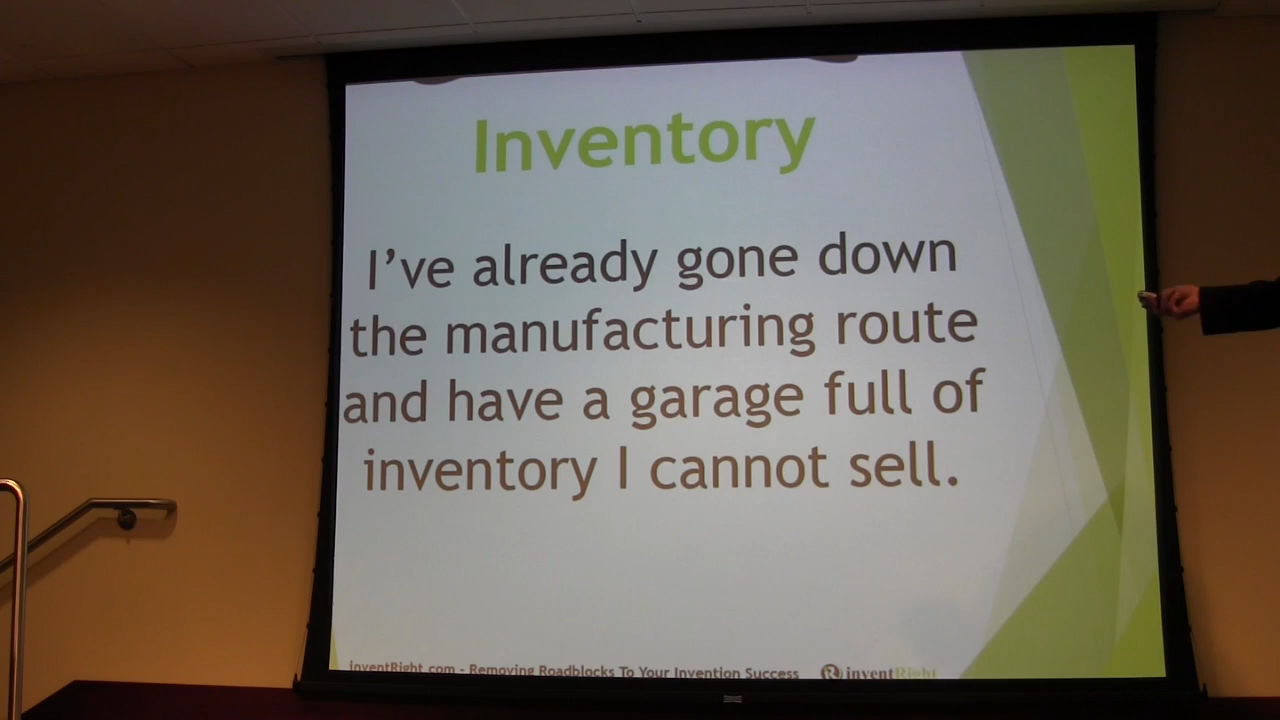 Inventory
I've already gone down
the manufacturing route
and have a garage full of
inventory I cannot sell.
inventRight.com - Removing Roadblocks To Your Invention Success
R inventRight